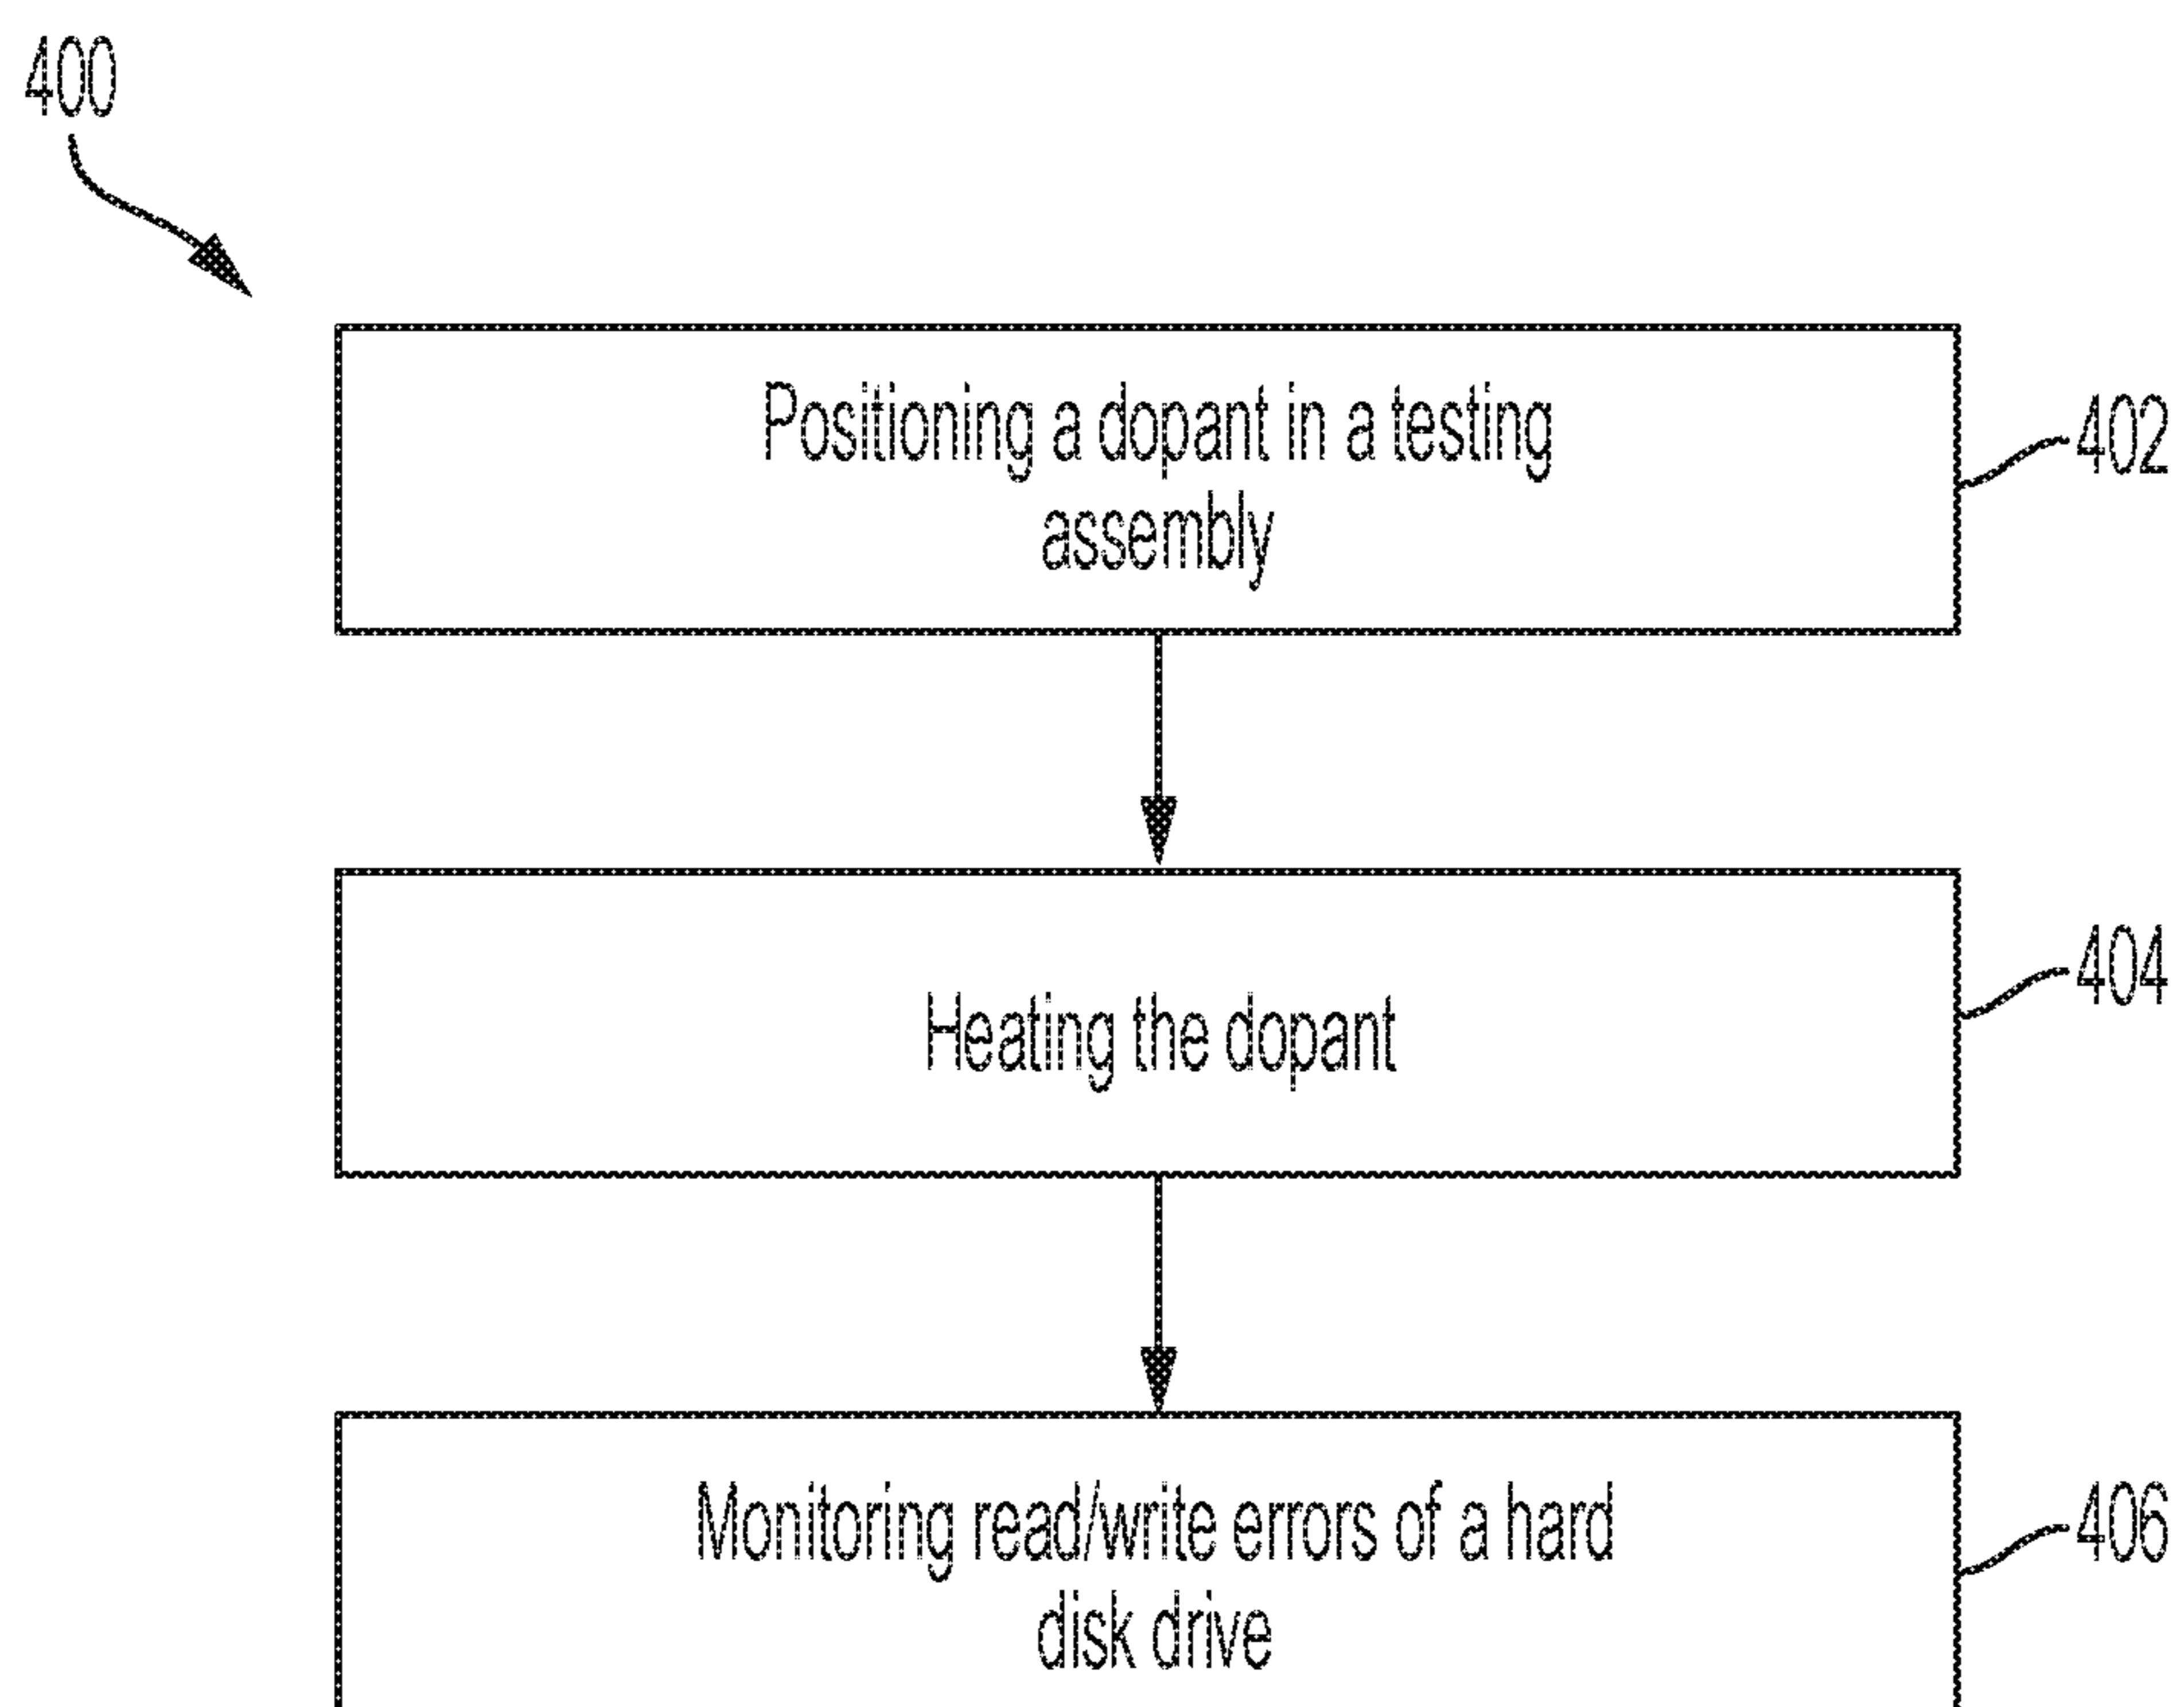 400
Positioning a dopant in a testing
assembly
402
Heating the dopant
404
Monitoring read/write errors of a hard
disk drive
406